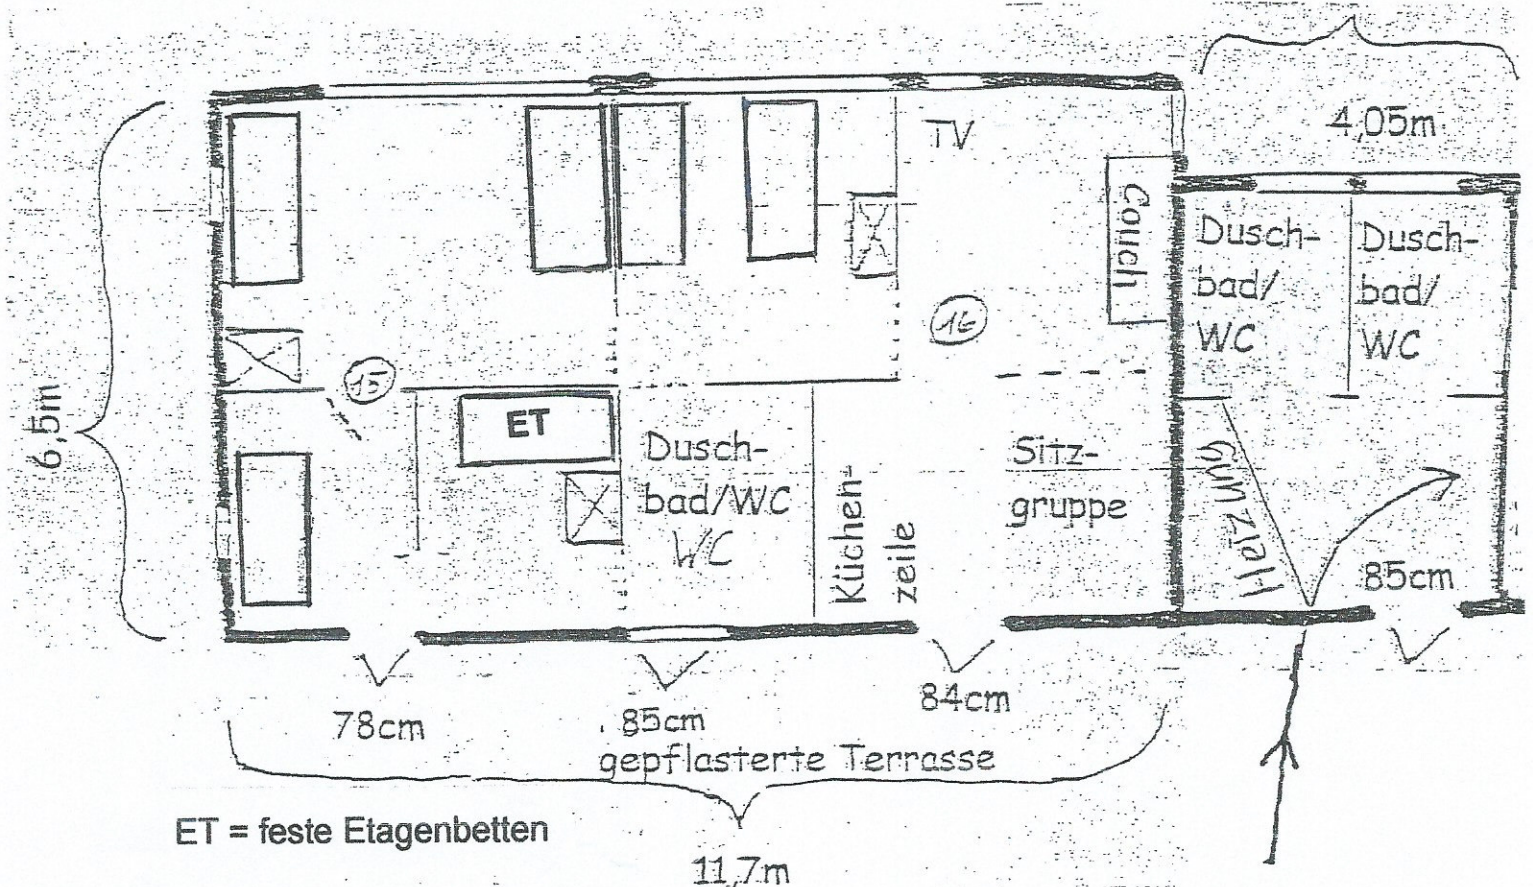 4,05m
TV
Couch
Dusch-
bad/
WC
Dusch-
bad/
WC
16
15
6,5m
ET
Dusch-
bad/WC
WC
Küchen-
zeile
Sitz-
gruppe
85cm
78cm
85cm
84cm
gepflasterte Terrasse
ET = feste Etagenbetten
11,7m